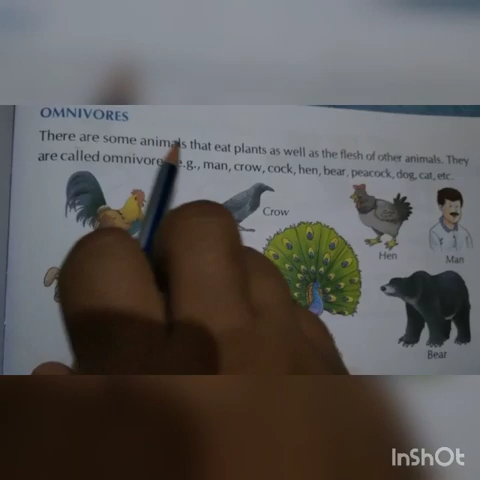 OMNIVORES
There are some animals that eat plants as well as the flesh of other animals. They
are called omnivore .g., man, crow, cock, hen, bear, peacock, dog, cat, etc.
Crow
Hen
Man
Bear
InShOt